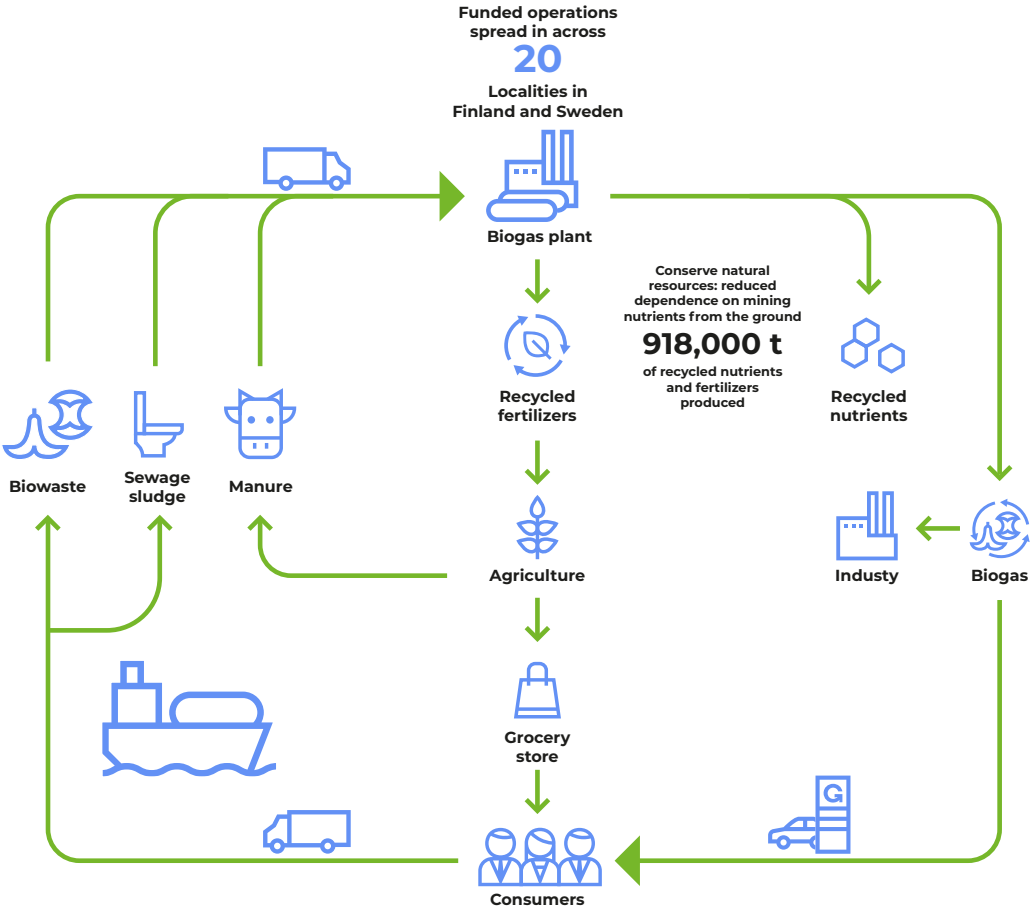 Funded operations
spread in across
20
Localities in
Finland and Sweden
Biogas plant
Conserve natural
resources: reduced
dependence on mining
nutrients from the ground
918,000 t
of recycled nutrients
and fertilizers
produced
Recycled
fertilizers
Recycled
nutrients
Biowaste
Sewage
sludge
Manure
Agriculture
Industy
Biogas
Grocery
store
G
Consumers